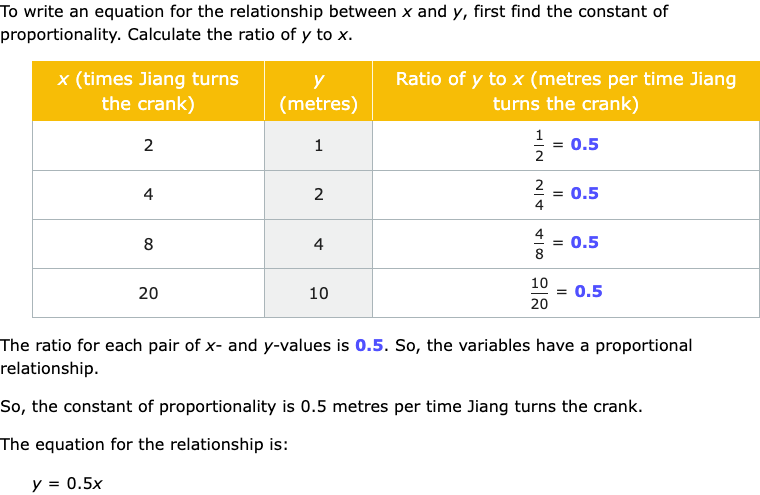 To write an equation for the relationship between x and y, first find the constant of
proportionality. Calculate the ratio of y to x.
x (times Jiang turns the crank) y (metres) Ratio of y to x (metres per time Jiang turns the crank)
2 1 1/2 = 0.5
4 2 2/4 = 0.5
8 4 4/8 = 0.5
20 10 10/20 = 0.5
The ratio for each pair of x- and y-values is 0.5. So, the variables have a proportional
relationship.
So, the constant of proportionality is 0.5 metres per time Jiang turns the crank.
The equation for the relationship is:
y = 0.5x